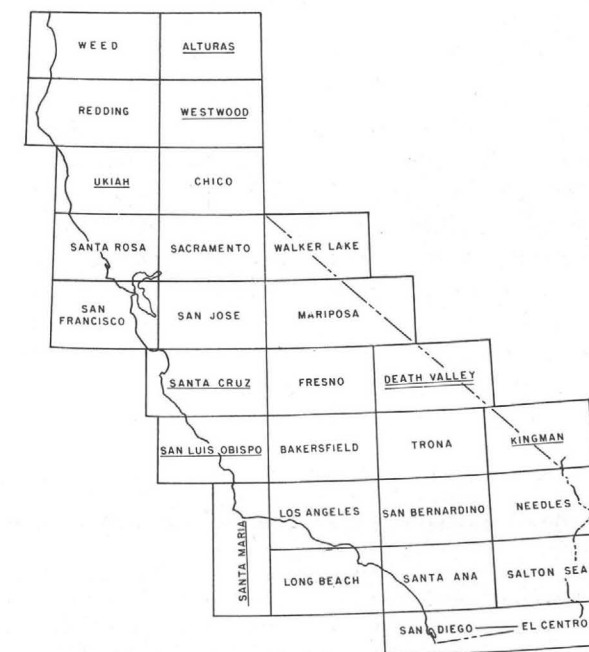 WEED
ALTURAS
REDDING
WESTWOOD
UKIAH
CHICO
SANTA ROSA
SACRAMENTO
WALKER LAKE
SAN
FRANCISCO
SAN JOSE
MARIPOSA
SANTA CRUZ
FRESNO
DEATH VALLEY
SAN LUIS OBISPO
BAKERSFIELD
TRONA
KINGMAN
SANTA MARIA
LOS ANGELES
SAN BERNARDINO
NEEDLES
LONG BEACH
SANTA ANA
SALTON SEA
SAN DIEGO
EL CENTRO